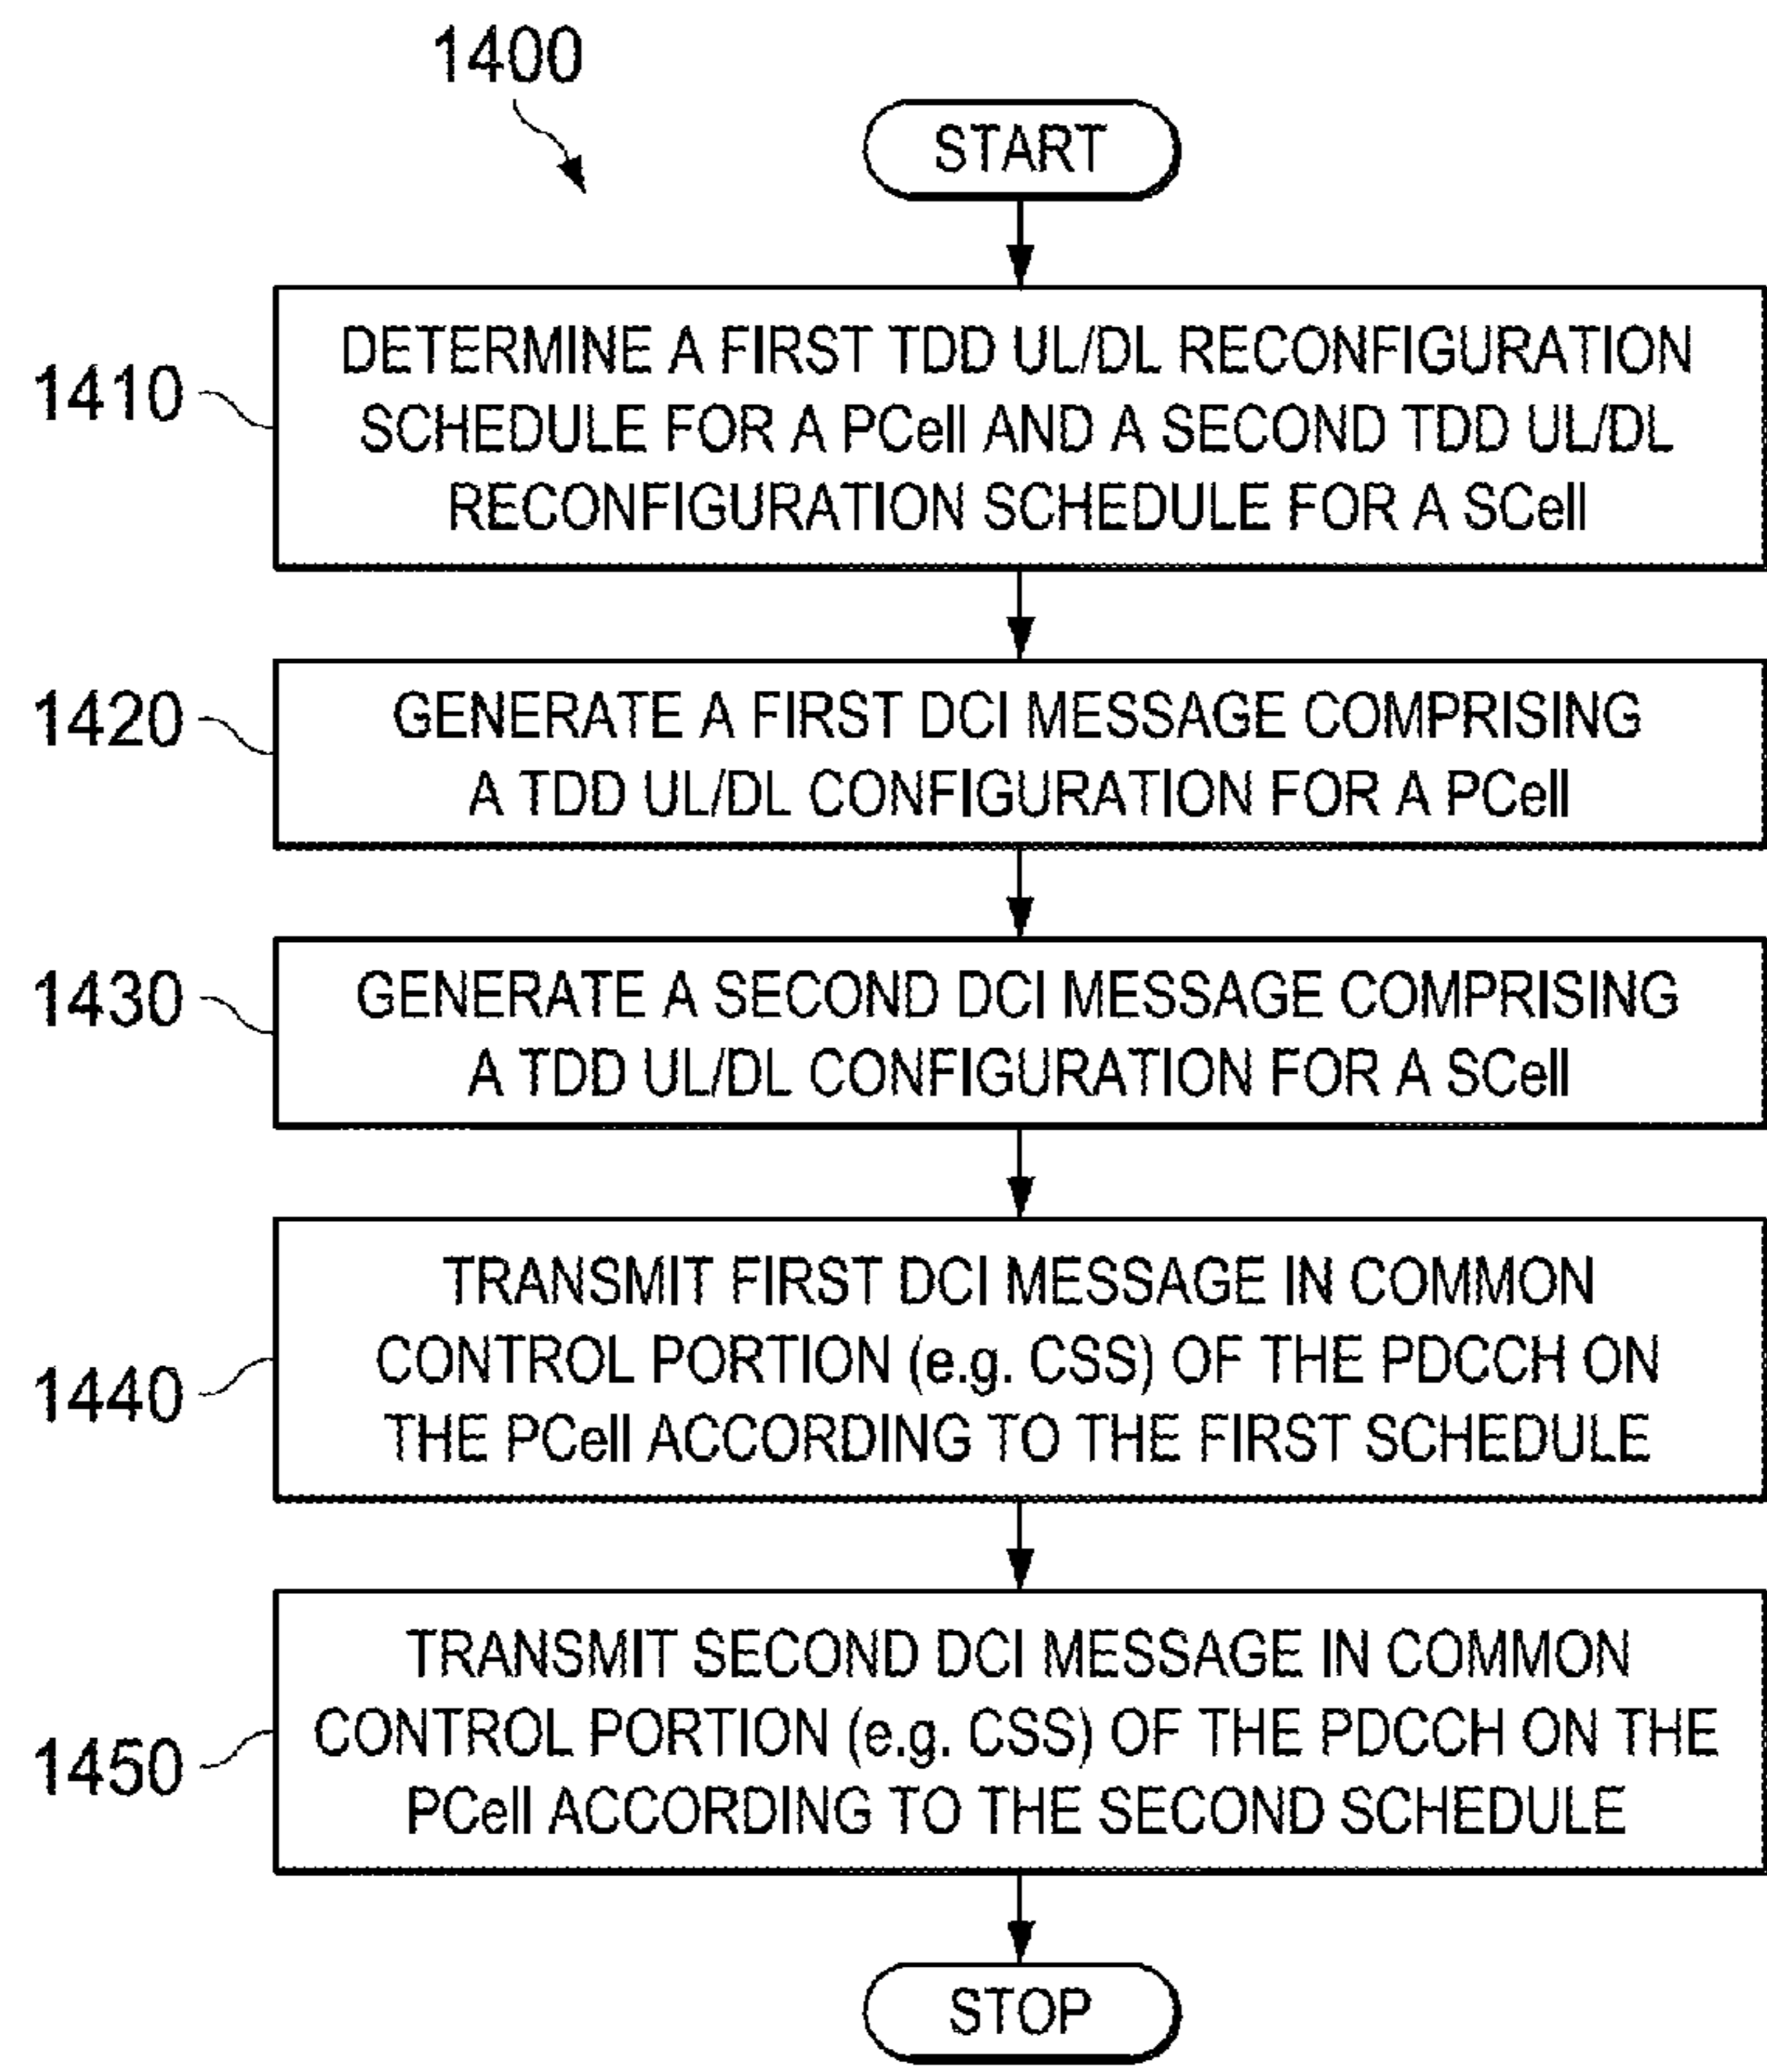 1400
START
1410
DETERMINE A FIRST TDD UL/DL RECONFIGURATION
SCHEDULE FOR A PCell AND A SECOND TDD UL/DL
RECONFIGURATION SCHEDULE FOR A SCell
1420
GENERATE A FIRST DCI MESSAGE COMPRISING
A TDD UL/DL CONFIGURATION FOR A PCell
1430
GENERATE A SECOND DCI MESSAGE COMPRISING
A TDD UL/DL CONFIGURATION FOR A SCell
1440
TRANSMIT FIRST DCI MESSAGE IN COMMON
CONTROL PORTION (e.g. CSS) OF THE PDCCH ON
THE PCell ACCORDING TO THE FIRST SCHEDULE
1450
TRANSMIT SECOND DCI MESSAGE IN COMMON
CONTROL PORTION (e.g. CSS) OF THE PDCCH ON THE
PCell ACCORDING TO THE SECOND SCHEDULE
STOP